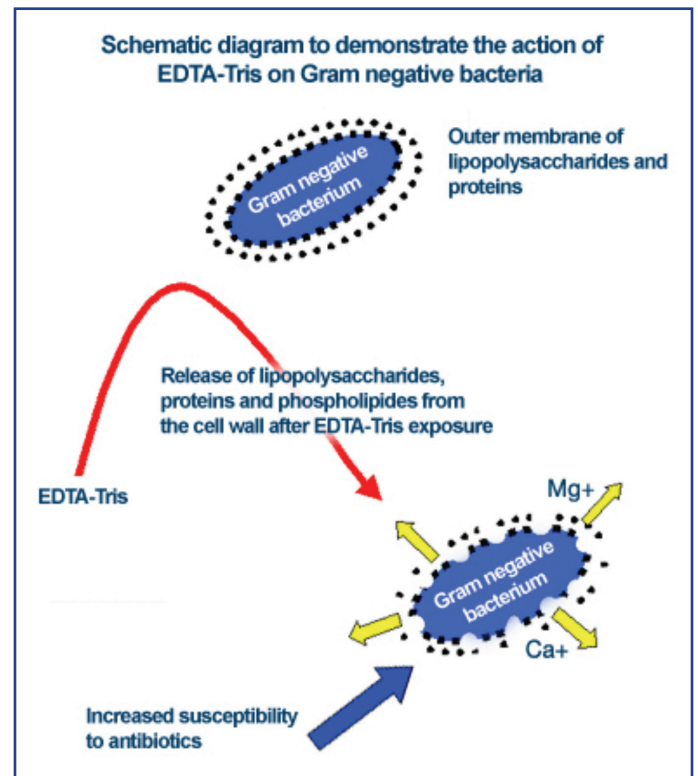 Schematic diagram to demonstrate the action of
EDTA-Tris on Gram negative bacteria
Outer membrane of
lipopolysaccharides and
proteins
Gram negative
bacterium
Release of lipopolysaccharides,
proteins and phospholipides from
the cell wall after EDTA-Tris exposure
EDTA-Tris
Mg+
Gram negative
bacterium
Ca+
Increased susceptibility
to antibiotics